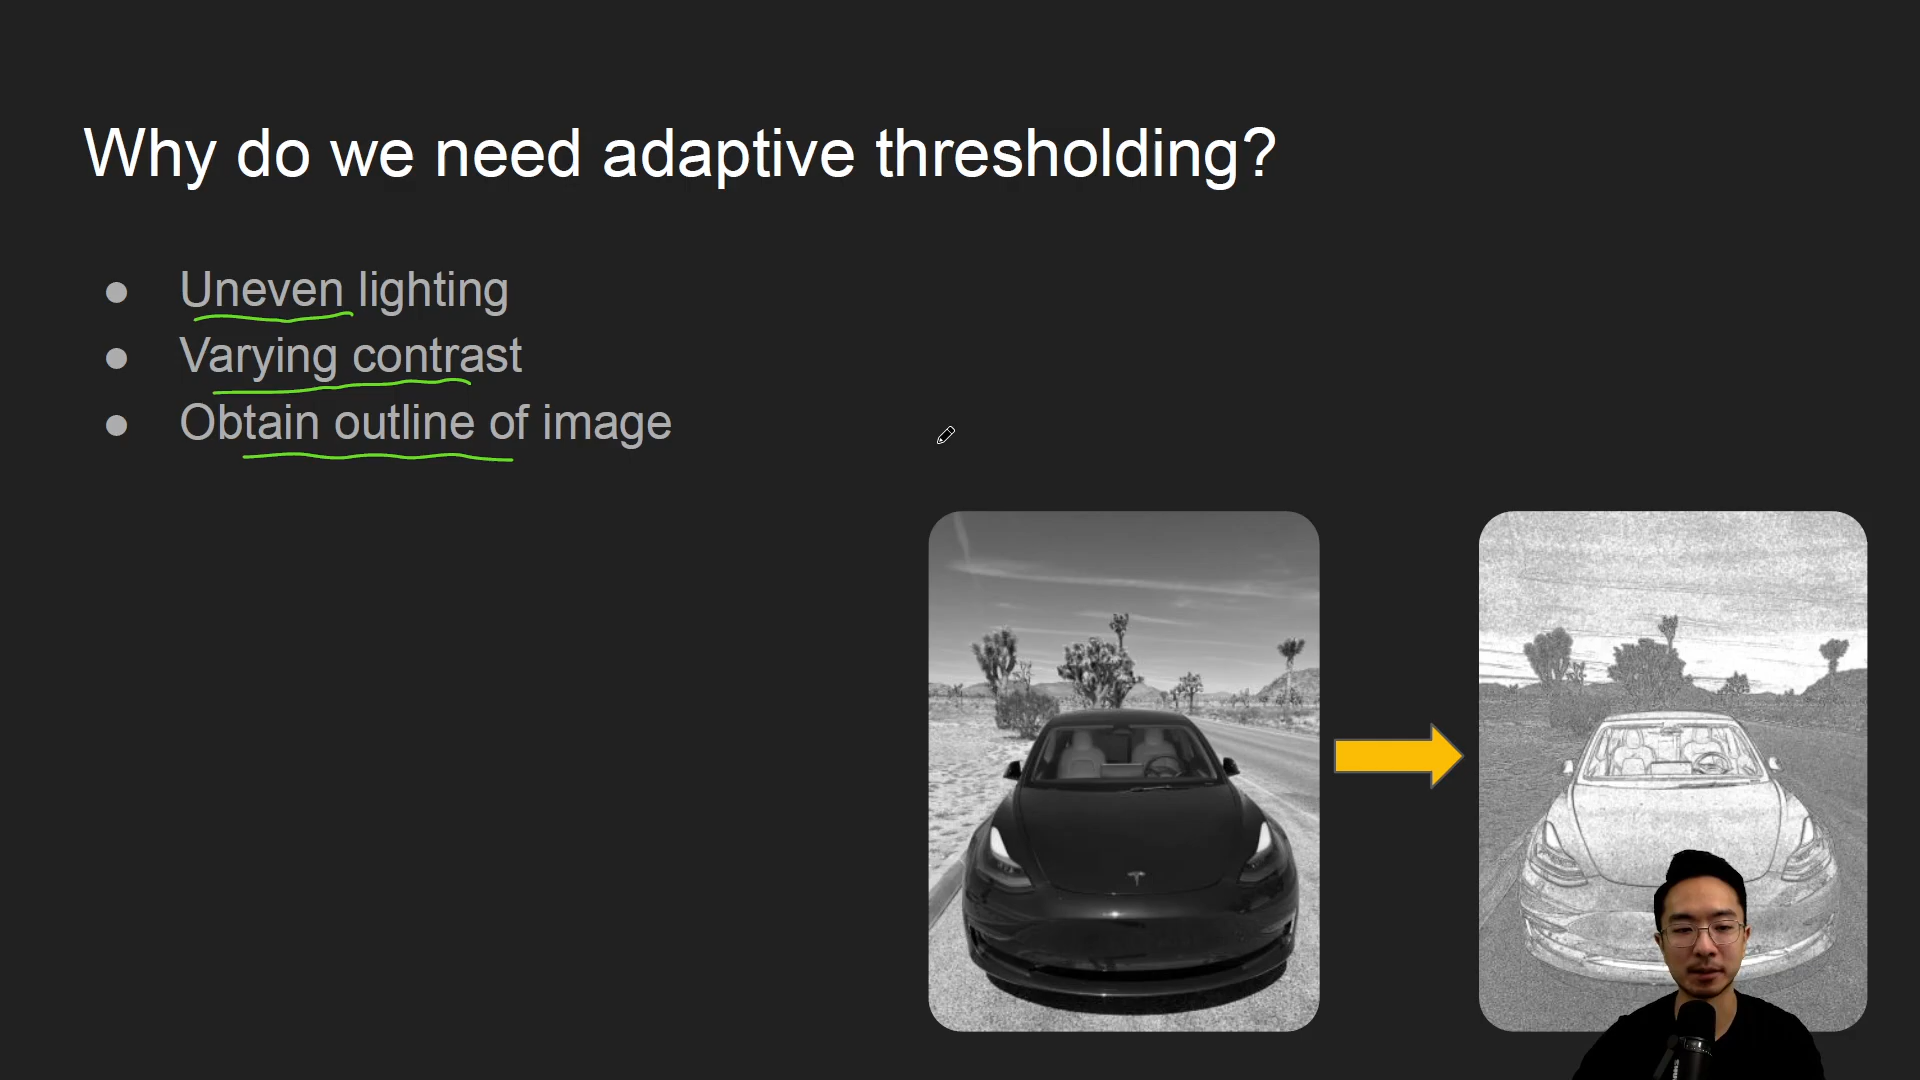 Why do we need adaptive thresholding?
Uneven lighting
Varying contrast
Obtain outline of image